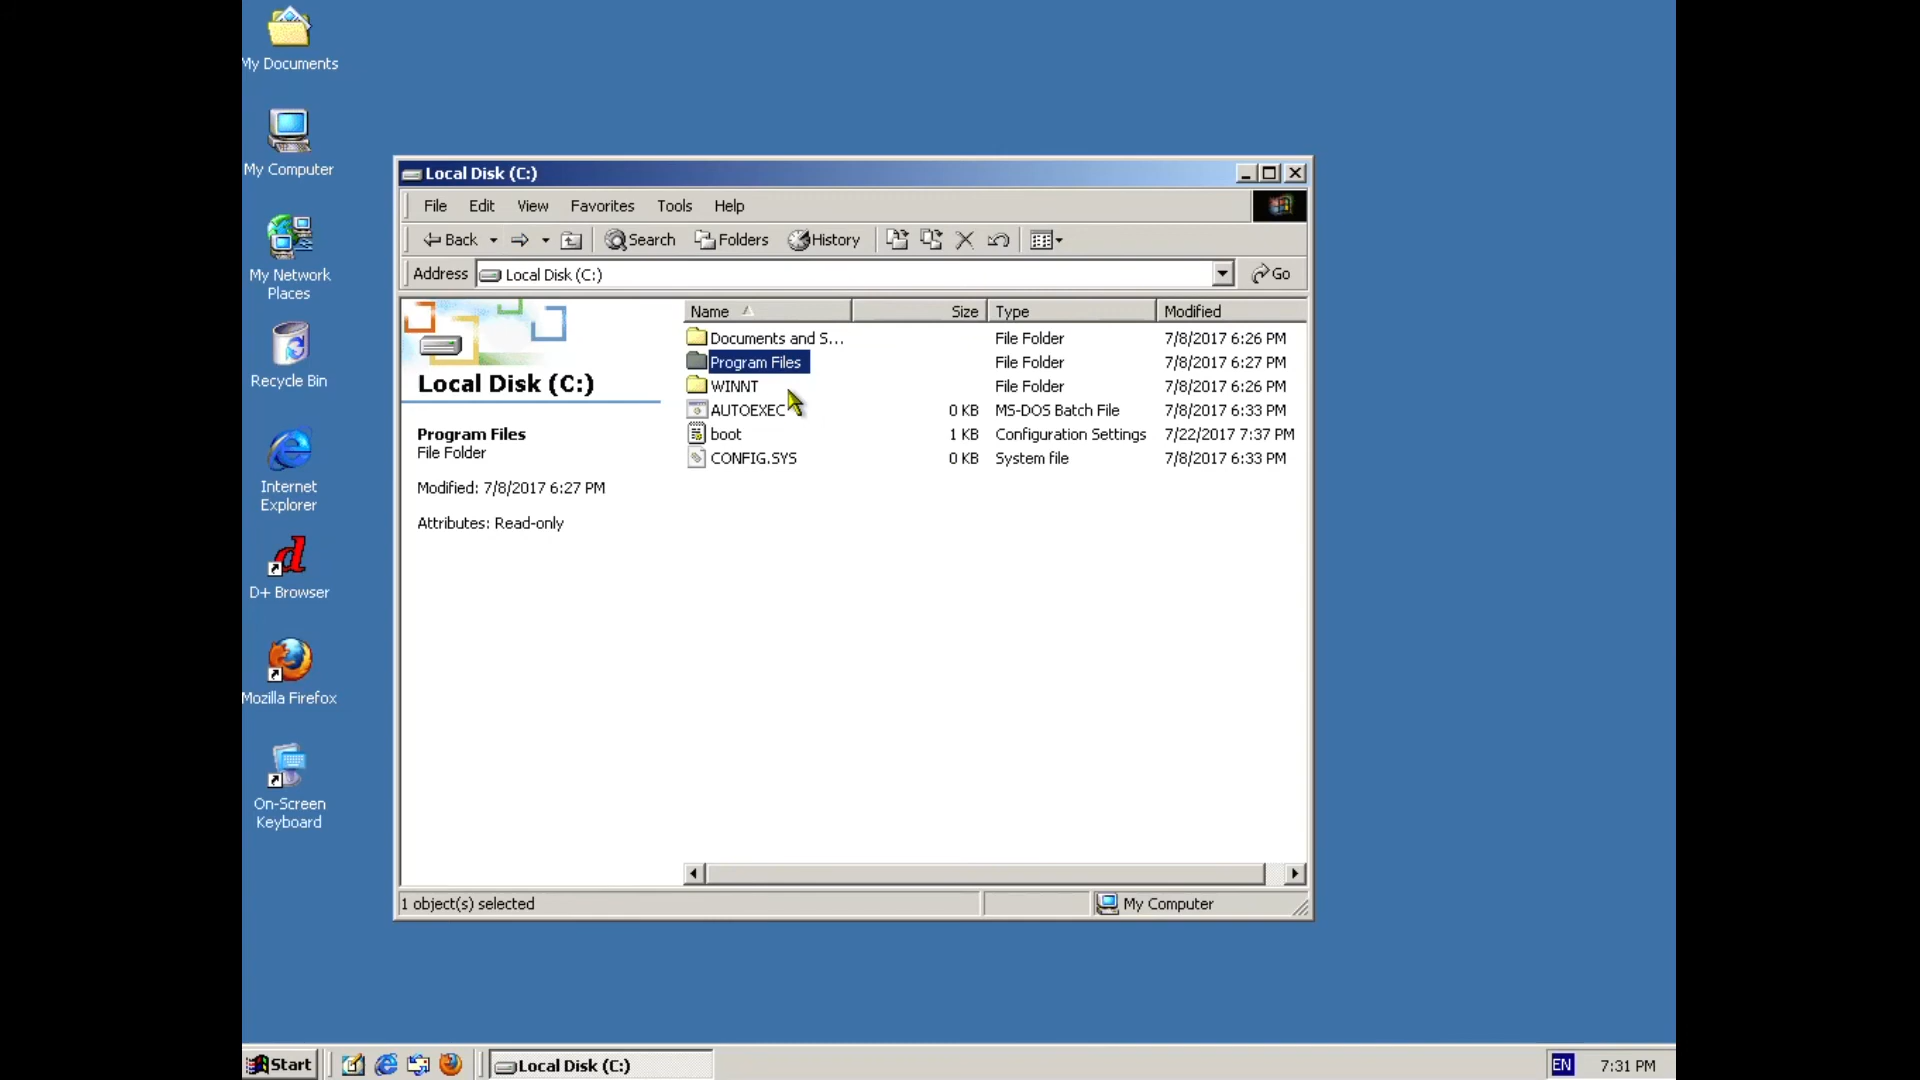 My Documents
My Computer
My Network
Places
Recycle Bin
Internet
Explorer
D+ Browser
Mozilla Firefox
On-Screen
Keyboard
Local Disk (C:)
File Edit View Favorites Tools Help
Back Search Folders History
Address Local Disk (C:) Go
Local Disk (C:)
Program Files
File Folder
Modified: 7/8/2017 6:27 PM
Attributes: Read-only
Name Size Type Modified
Documents and S... File Folder 7/8/2017 6:26 PM
Program Files File Folder 7/8/2017 6:27 PM
WINNT File Folder 7/8/2017 6:26 PM
AUTOEXEC 0 KB MS-DOS Batch File 7/8/2017 6:33 PM
boot 1 KB Configuration Settings 7/22/2017 7:37 PM
CONFIG.SYS 0 KB System file 7/8/2017 6:33 PM
1 object(s) selected My Computer
Start Local Disk (C:) EN 7:31 PM